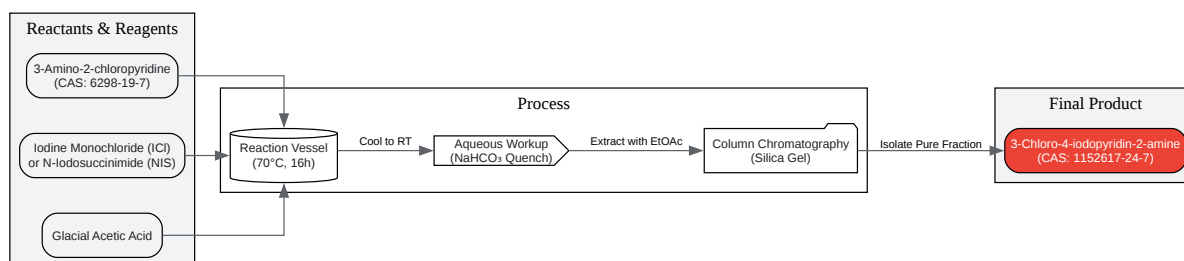 Reactants & Reagents
3-Amino-2-chloropyridine
(CAS: 6298-19-7)
Iodine Monochloride (ICl)
or N-Iodosuccinimide (NIS)
Glacial Acetic Acid
Process
Reaction Vessel
(70°C, 16h)
Cool to RT
Aqueous Workup
(NaHCO₃ Quench)
Extract with EtOAc
Column Chromatography
(Silica Gel)
Isolate Pure Fraction
Final Product
3-Chloro-4-iodopyridin-2-amine
(CAS: 1152617-24-7)